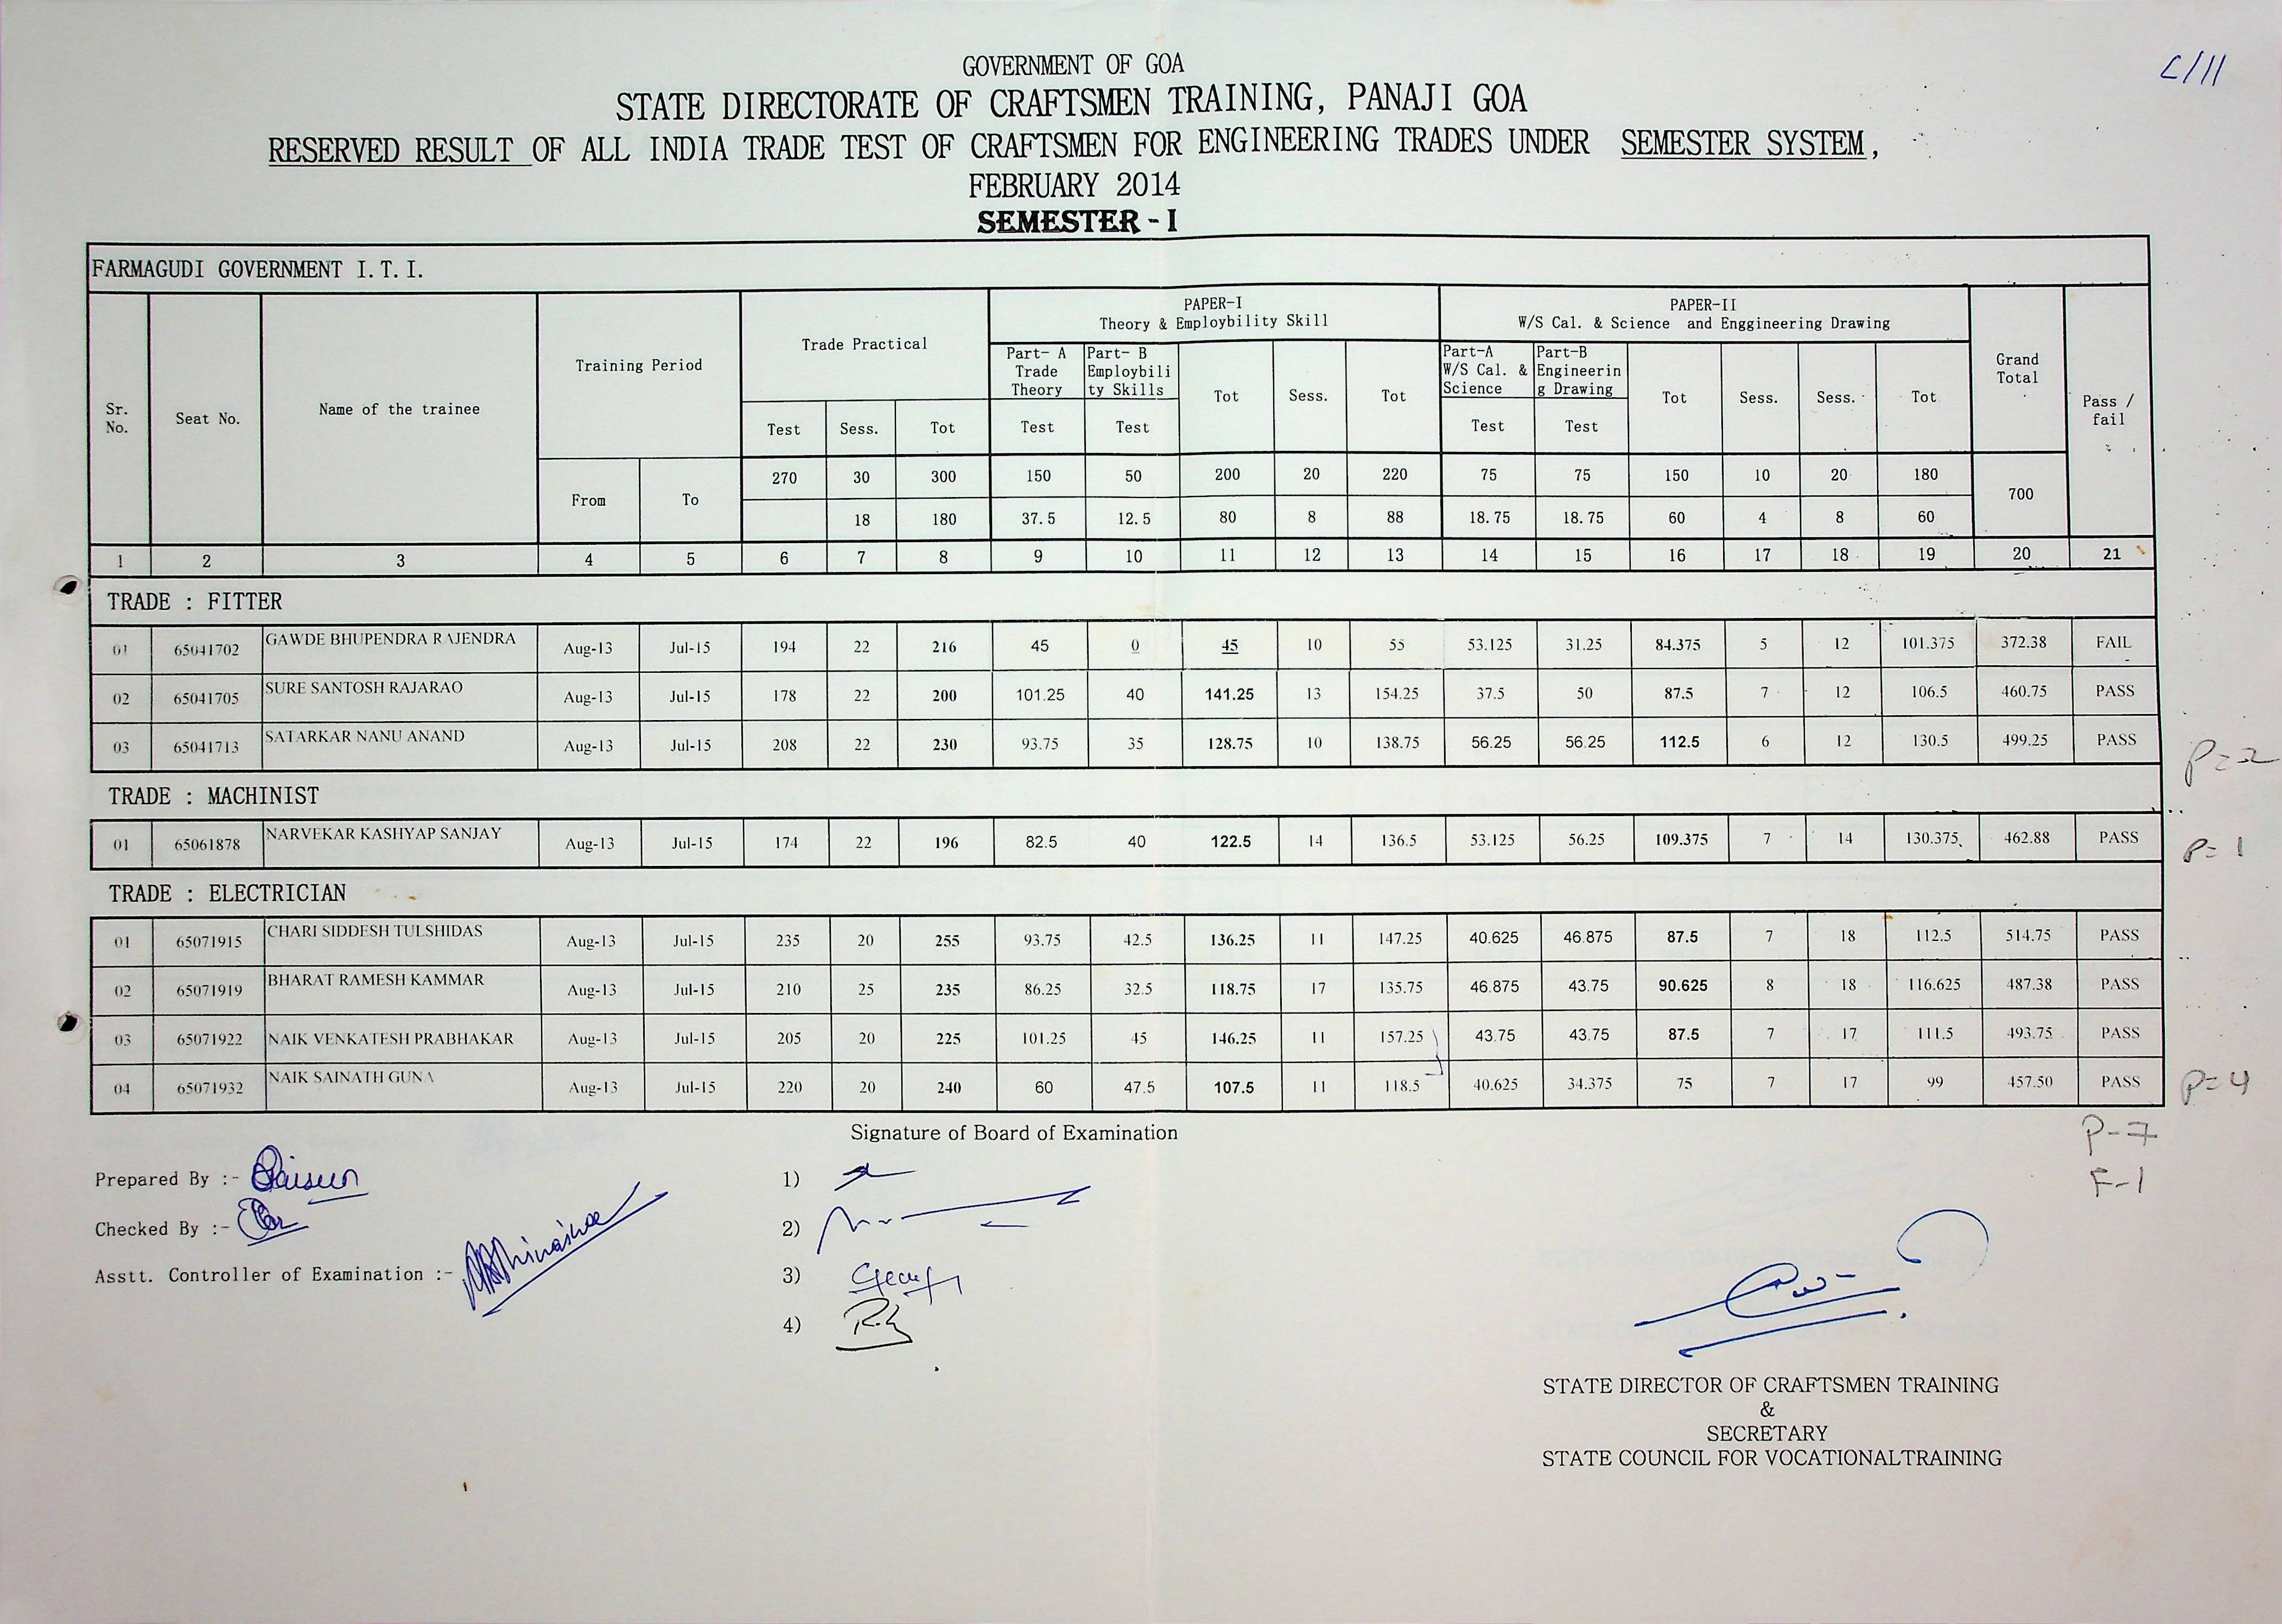 C/11
GOVERNMENT OF GOA
STATE DIRECTORATE OF CRAFTSMEN TRAINING, PANAJI GOA
RESERVED RESULT OF ALL INDIA TRADE TEST OF CRAFTSMEN FOR ENGINEERING TRADES UNDER SEMESTER SYSTEM,
FEBRUARY 2014
SEMESTER - I
FARMAGUDI GOVERNMENT I.T.I.
Sr. No. Seat No. Name of the trainee Training Period Trade Practical PAPER-I Theory & Employbility Skill PAPER-II W/S Cal. & Science and Enggineering Drawing Grand Total Pass / fail
Part- A Trade Theory Part- B Employbili ty Skills Tot Sess. Tot Part-A W/S Cal. & Science Part-B Engineerin g Drawing Tot Sess. Sess. Tot
Test Sess. Tot Test Test Test Test
From To 270 30 300 150 50 200 20 220 75 75 150 10 20 180 700
18 180 37.5 12.5 80 8 88 18.75 18.75 60 4 8 60
1 2 3 4 5 6 7 8 9 10 11 12 13 14 15 16 17 18 19 20 21
TRADE : FITTER
01 65041702 GAWDE BHUPENDRA RAJENDRA Aug-13 Jul-15 194 22 216 45 0 45 10 55 53.125 31.25 84.375 5 12 101.375 372.38 FAIL
02 65041705 SURE SANTOSH RAJARAO Aug-13 Jul-15 178 22 200 101.25 40 141.25 13 154.25 37.5 50 87.5 7 12 106.5 460.75 PASS
03 65041713 SATARKAR NANU ANAND Aug-13 Jul-15 208 22 230 93.75 35 128.75 10 138.75 56.25 56.25 112.5 6 12 130.5 499.25 PASS
P=2
TRADE : MACHINIST
01 65061878 NARVEKAR KASHYAP SANJAY Aug-13 Jul-15 174 22 196 82.5 40 122.5 14 136.5 53.125 56.25 109.375 7 14 130.375 462.88 PASS
P=1
TRADE : ELECTRICIAN
01 65071915 CHARI SIDDESH TULSHIDAS Aug-13 Jul-15 235 20 255 93.75 42.5 136.25 11 147.25 40.625 46.875 87.5 7 18 112.5 514.75 PASS
02 65071919 BHARAT RAMESH KAMMAR Aug-13 Jul-15 210 25 235 86.25 32.5 118.75 17 135.75 46.875 43.75 90.625 8 18 116.625 487.38 PASS
03 65071922 NAIK VENKATESH PRABHAKAR Aug-13 Jul-15 205 20 225 101.25 45 146.25 11 157.25 43.75 43.75 87.5 7 17 111.5 493.75 PASS
04 65071932 NAIK SAINATH GUNA Aug-13 Jul-15 220 20 240 60 47.5 107.5 11 118.5 40.625 34.375 75 7 17 99 457.50 PASS
P=4
P-7
F-1
Signature of Board of Examination
Prepared By :-
Checked By :-
Asstt. Controller of Examination :-
1)
2)
3)
4)
STATE DIRECTOR OF CRAFTSMEN TRAINING
&
SECRETARY
STATE COUNCIL FOR VOCATIONALTRAINING